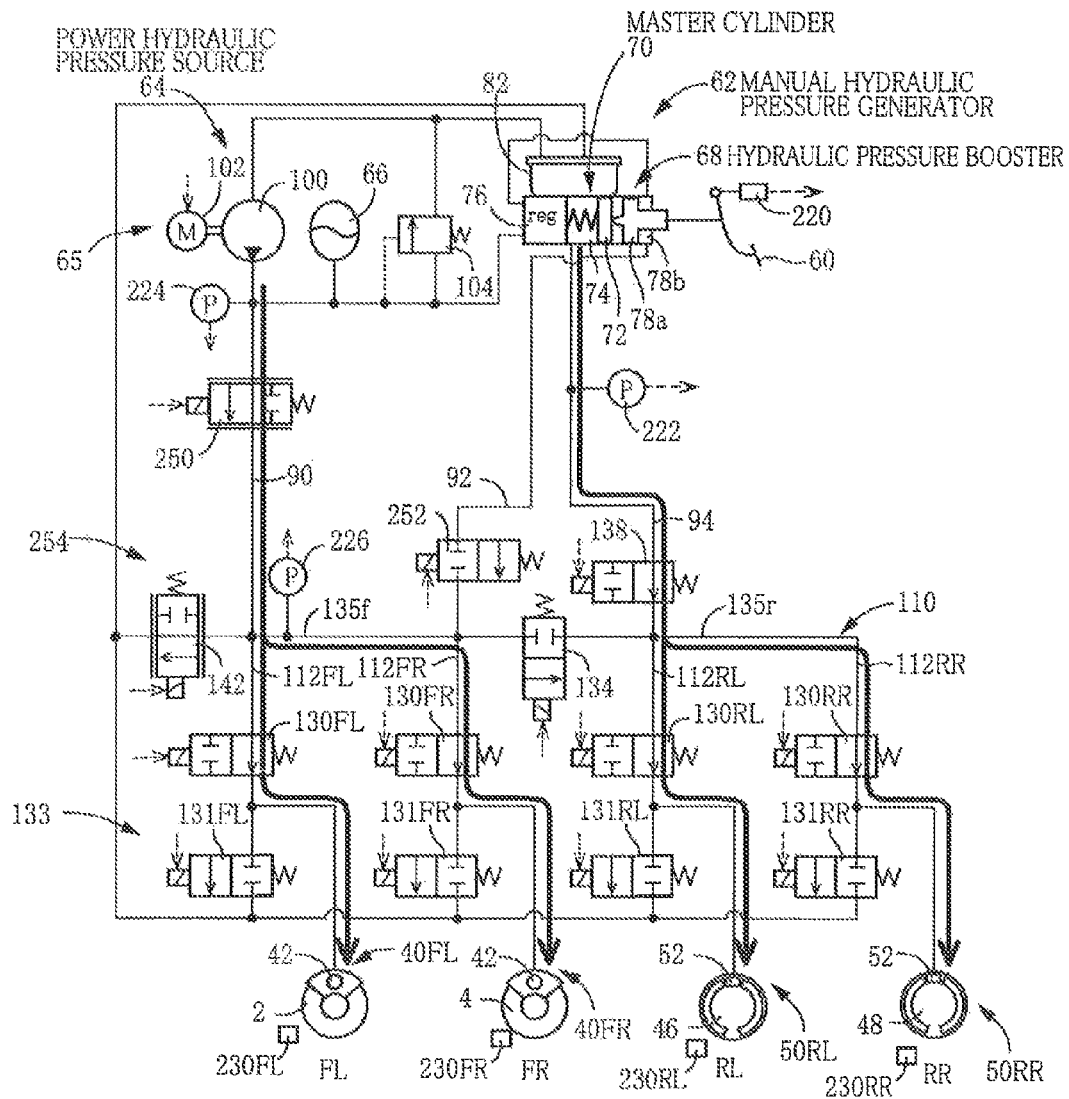 MASTER CYLINDER
70
POWER HYDRAULIC
PRESSURE SOURCE
64
82
62 MANUAL HYDRAULIC
PRESSURE GENERATOR
68 HYDRAULIC PRESSURE BOOSTER
102
100
66
76
reg
220
M
65
104
60
224
P
74
72
78a
78b
P
222
250
90
92
94
252
138
254
226
P
135f
135r
110
142
112FL
112FR
134
112RL
112RR
130FL
130FR
130RL
130RR
133
131FL
131FR
131RL
131RR
42
40FL
42
52
52
2
4
40FR
46
50RL
48
50RR
230FL
FL
230FR
FR
230RL
RL
230RR
RR